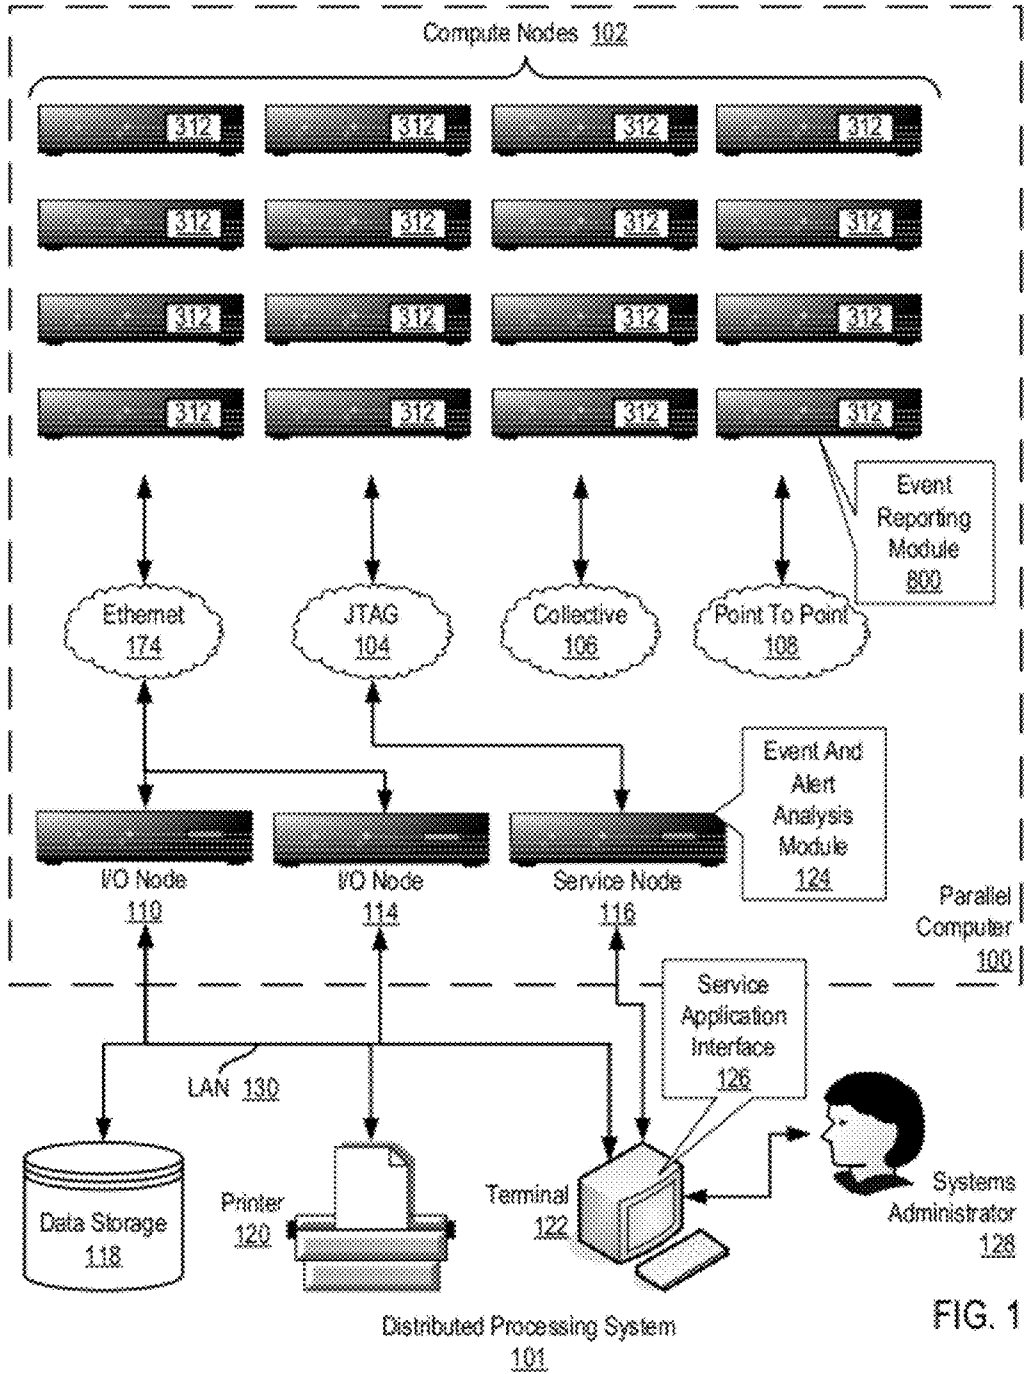 Compute Nodes 102
312 312 312 312
312 312 312 312
312 312 312 312
312 312 312 312
Event
Reporting
Module
600
Ethernet
174
JTAG
104
Collective
106
Point To Point
108
Event And
Alert
Analysis
Module
124
I/O Node
110
I/O Node
114
Service Node
116
Parallel
Computer
100
Service
Application
Interface
126
LAN 130
Data Storage
118
Printer
120
Terminal
122
Systems
Administrator
128
Distributed Processing System
101
FIG. 1